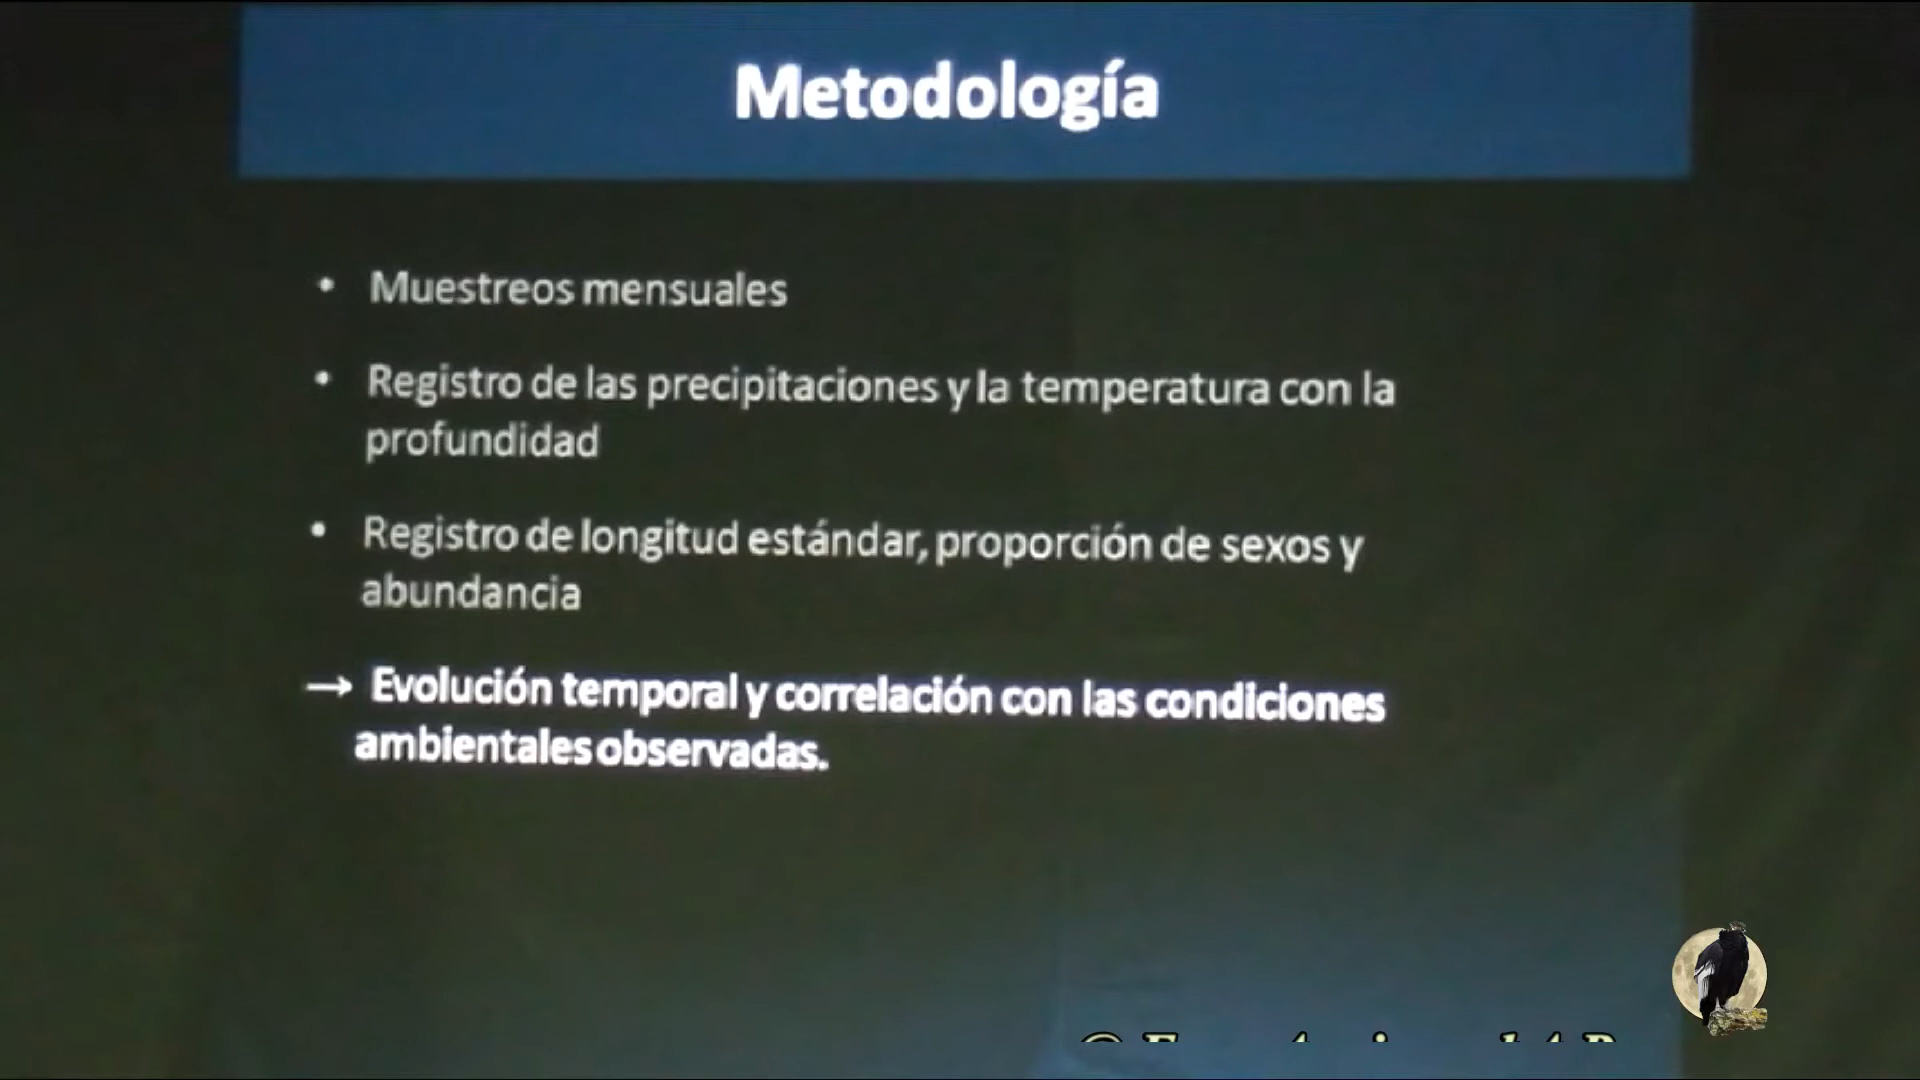 Metodología
• Muestreos mensuales
• Registro de las precipitaciones y la temperatura con la
profundidad
• Registro de longitud estándar, proporción de sexos y
abundancia
→ Evolución temporal y correlación con las condiciones
ambientales observadas.